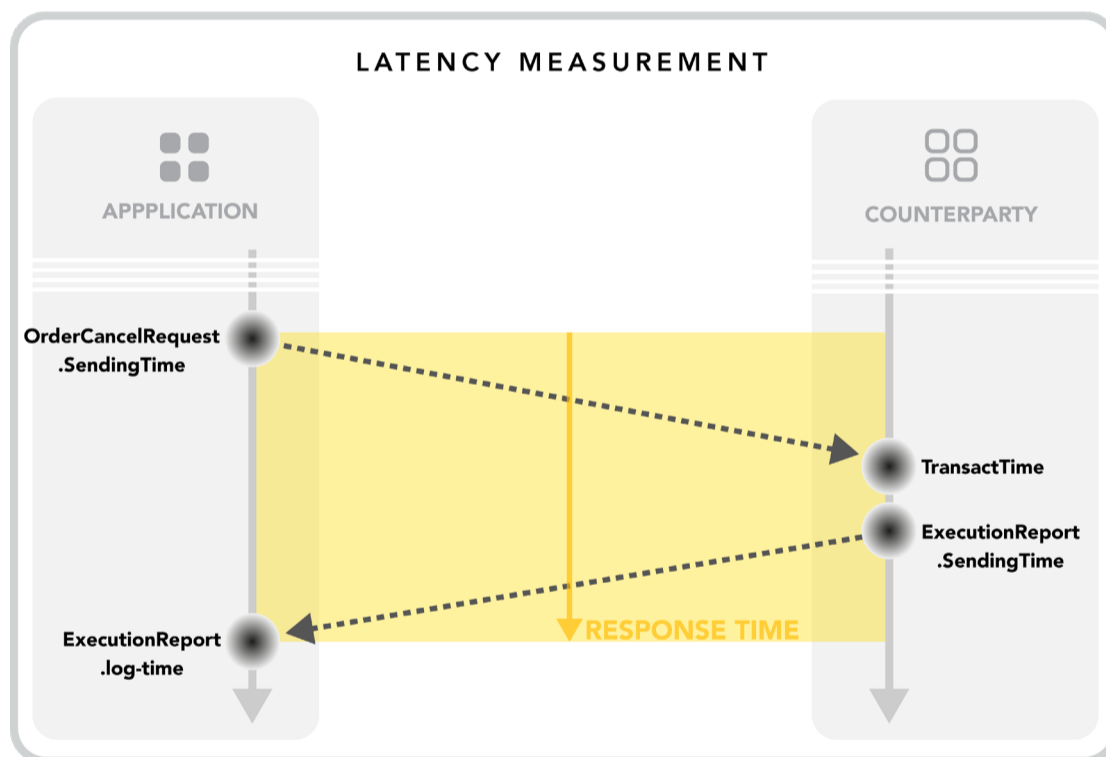 LATENCY MEASUREMENT
APPPLICATION
COUNTERPARTY
OrderCancelRequest
.SendingTime
TransactTime
ExecutionReport
.SendingTime
RESPONSE TIME
ExecutionReport
.log-time